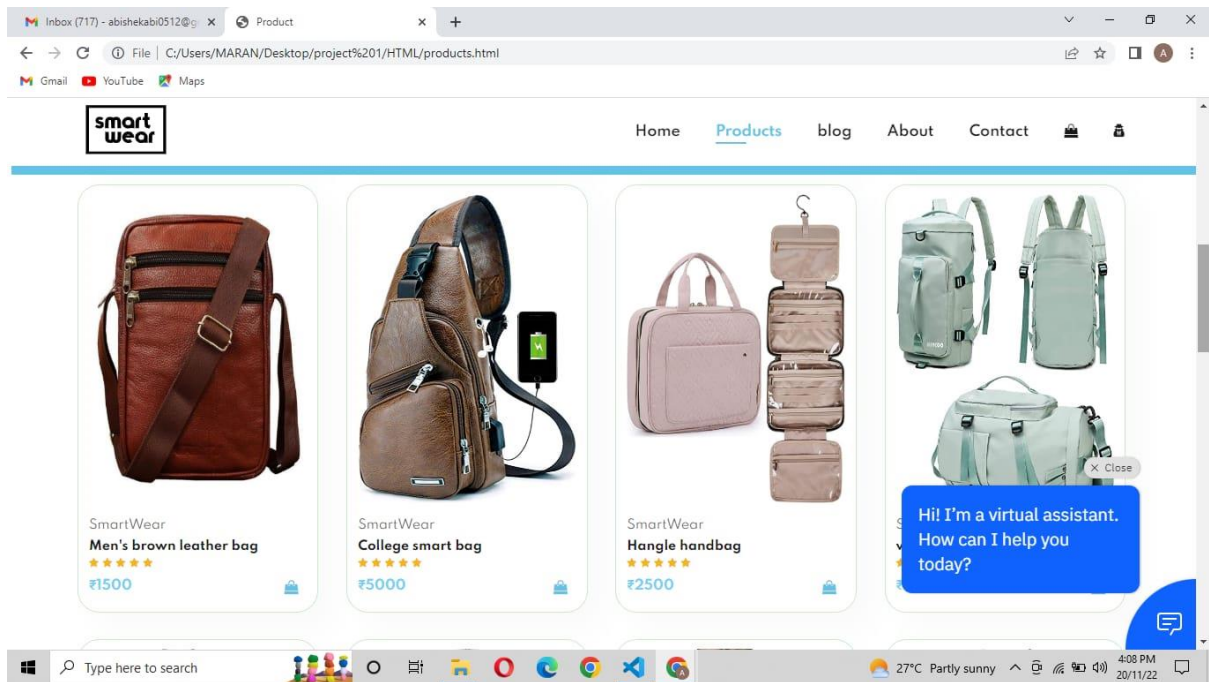 Inbox (717) - abishekabi0512@g
Product
File | C:/Users/MARAN/Desktop/project%201/HTML/products.html
A
Gmail YouTube Maps
smart
wear
Home Products blog About Contact
SmartWear
Men's brown leather bag
₹1500
SmartWear
College smart bag
₹5000
SmartWear
Hangle handbag
₹2500
× Close
Hi! I'm a virtual assistant.
How can I help you
today?
Type here to search
27°C Partly sunny
4:08 PM
20/11/22